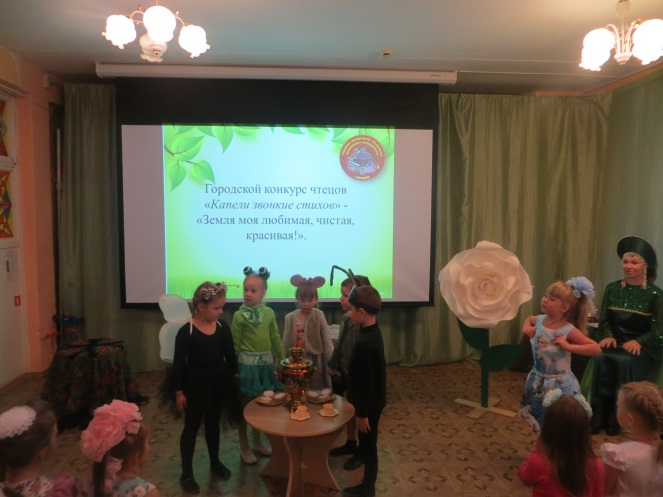 Городской конкурс чтецов
«Капели звонкие стихов» -
«Земля моя любимая, чистая,
красивая!».